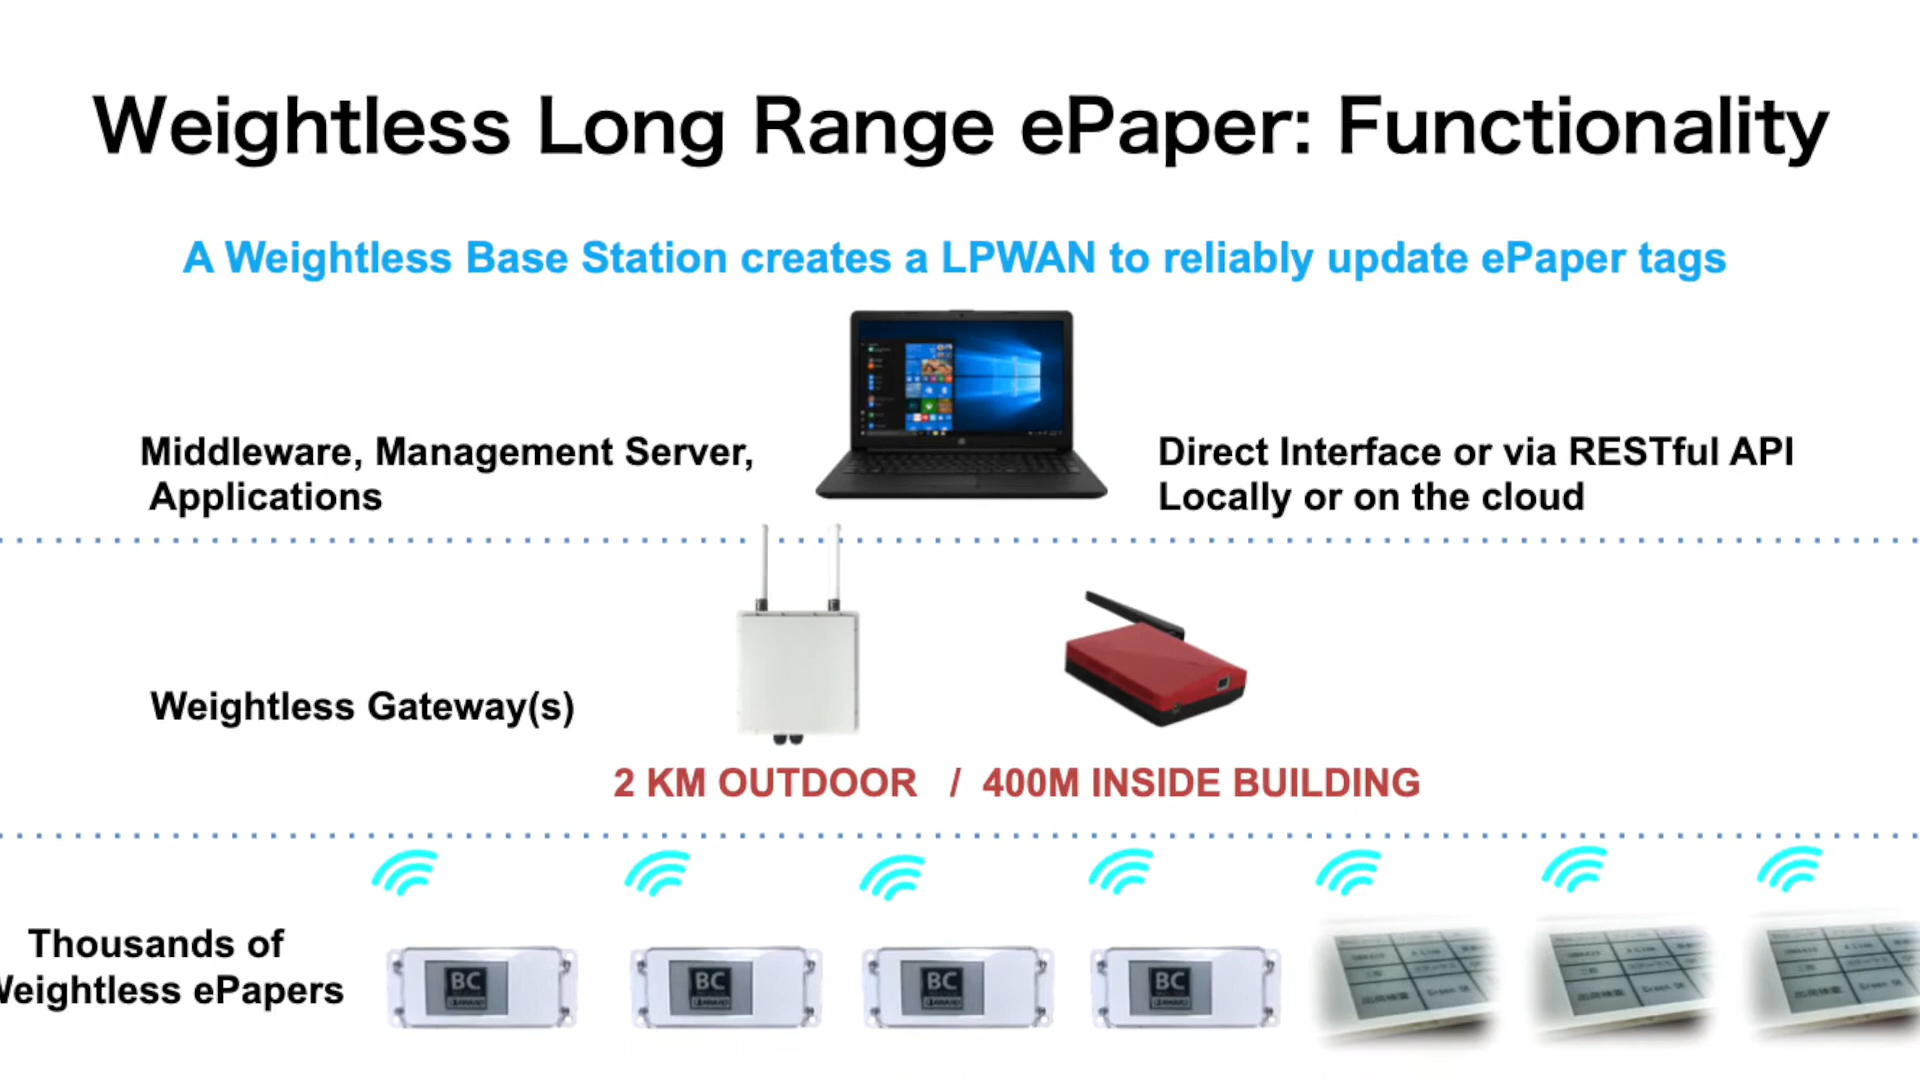 Weightless Long Range ePaper: Functionality
A Weightless Base Station creates a LPWAN to reliably update ePaper tags
Middleware, Management Server,
Applications
Direct Interface or via RESTful API
Locally or on the cloud
Weightless Gateway(s)
2 KM OUTDOOR / 400M INSIDE BUILDING
Thousands of
Weightless ePapers
BC
BC
BC
BC